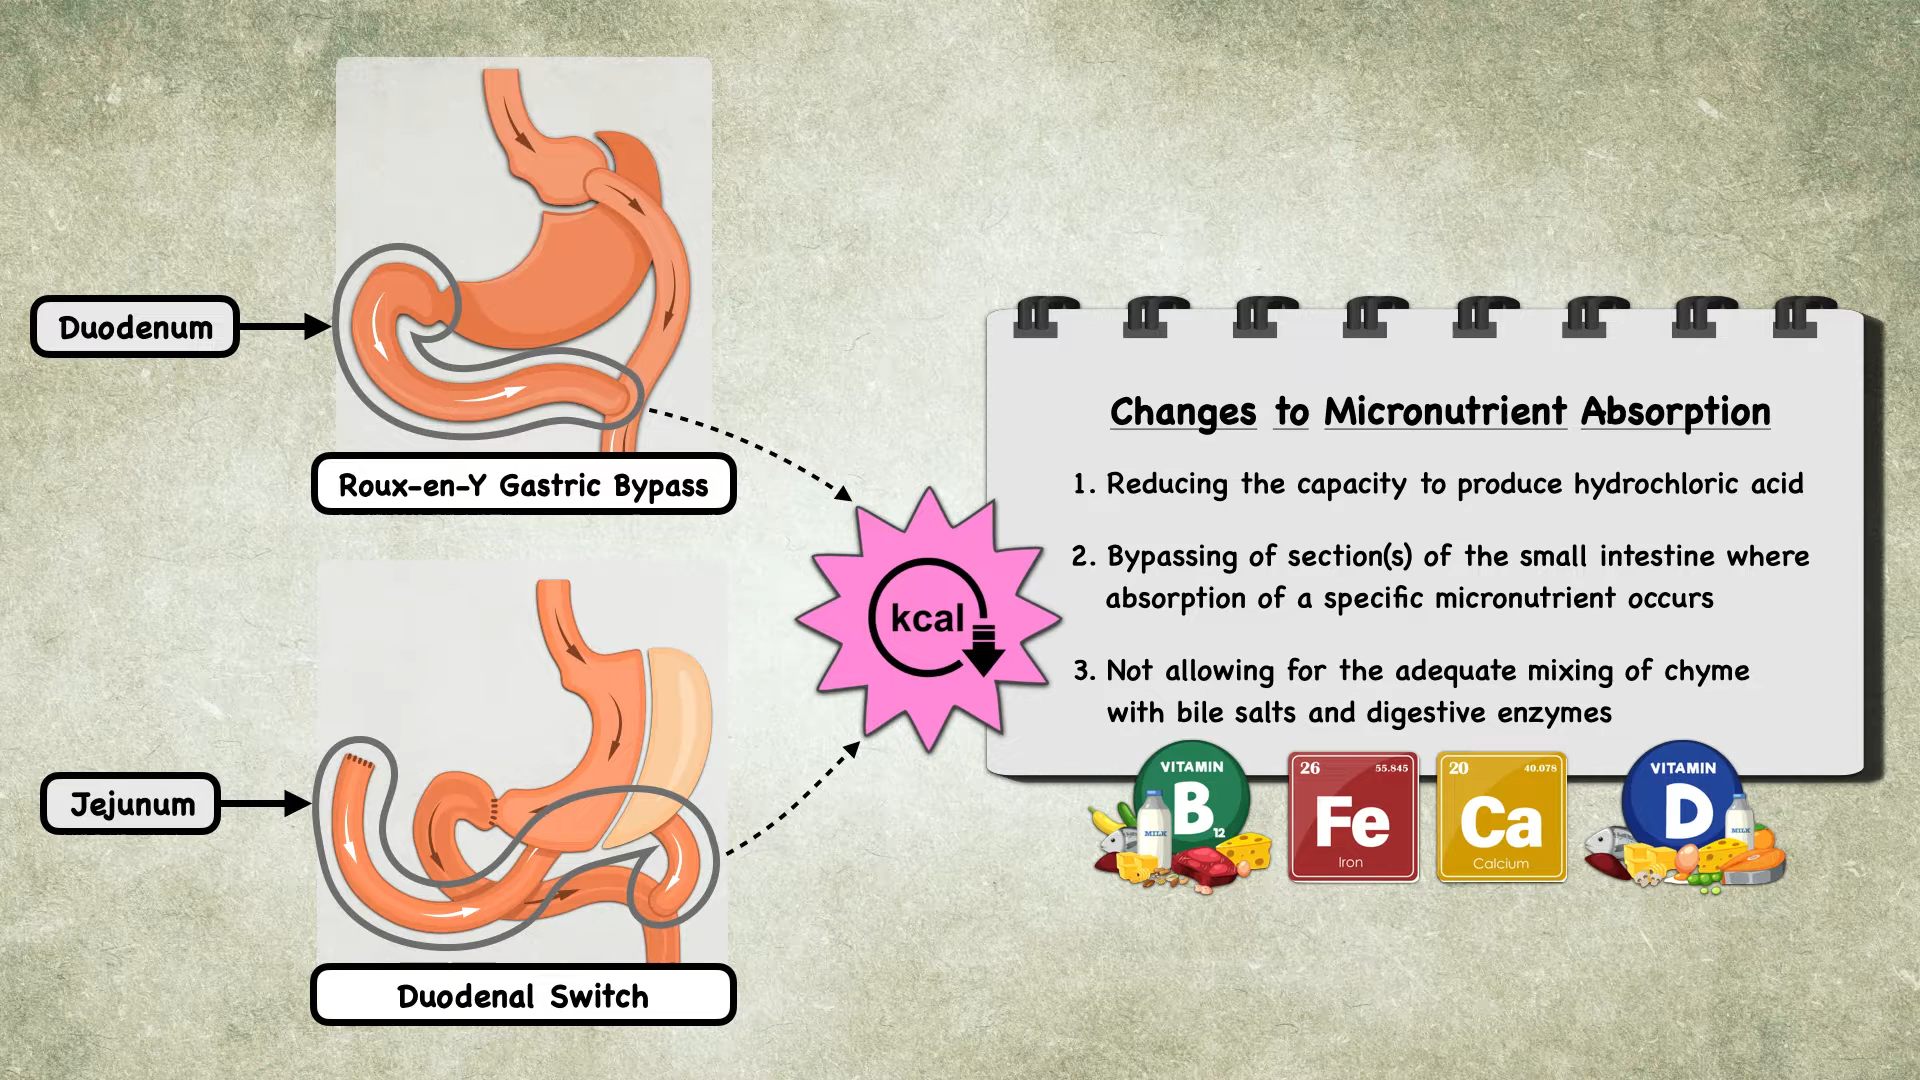 Duodenum
Roux-en-Y Gastric Bypass
Jejunum
Duodenal Switch
kcal
Changes to Micronutrient Absorption
1. Reducing the capacity to produce hydrochloric acid
2. Bypassing of section(s) of the small intestine where
absorption of a specific micronutrient occurs
3. Not allowing for the adequate mixing of chyme
with bile salts and digestive enzymes
VITAMIN
B12
MILK
26 55.845
Fe
Iron
20 40.078
Ca
Calcium
VITAMIN
D
MILK